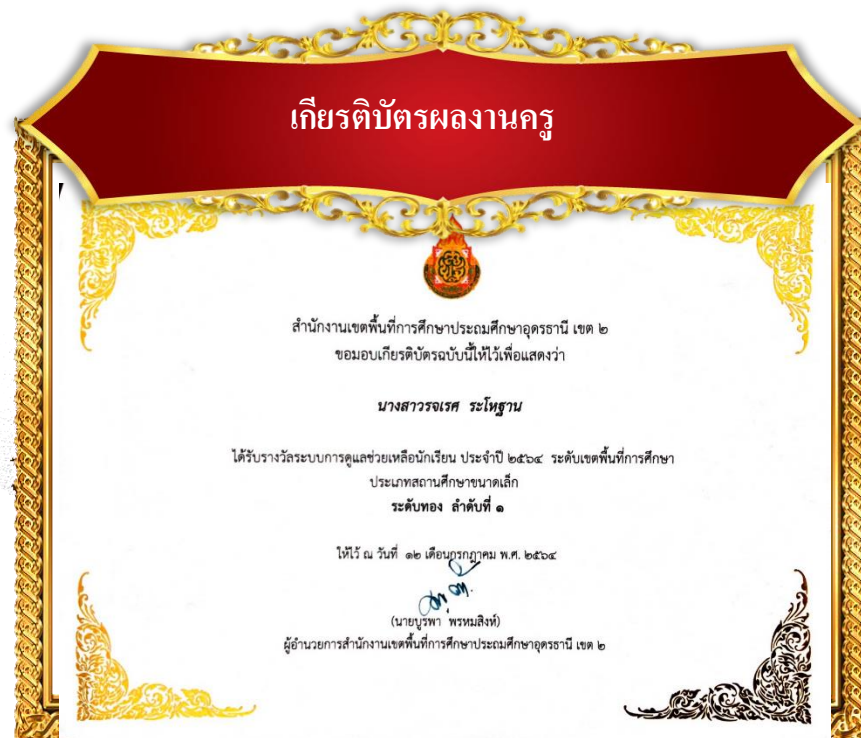 เกียรติบัตรผลงานครู
สำนักงานเขตพื้นที่การศึกษาประถมศึกษาอุดรธานี เขต ๒
ขอมอบเกียรติบัตรฉบับนี้ให้ไว้เพื่อแสดงว่า
นางสาวรจเรศ ระโหฐาน
ได้รับรางวัลระบบการดูแลช่วยเหลือนักเรียน ประจำปี ๒๕๖๔ ระดับเขตพื้นที่การศึกษา
ประเภทสถานศึกษาขนาดเล็ก
ระดับทอง ลำดับที่ ๑
ให้ไว้ ณ วันที่ ๑๒ เดือนกรกฎาคม พ.ศ. ๒๕๖๔
(นายบูรพา พรหมสิงห์)
ผู้อำนวยการสำนักงานเขตพื้นที่การศึกษาประถมศึกษาอุดรธานี เขต ๒